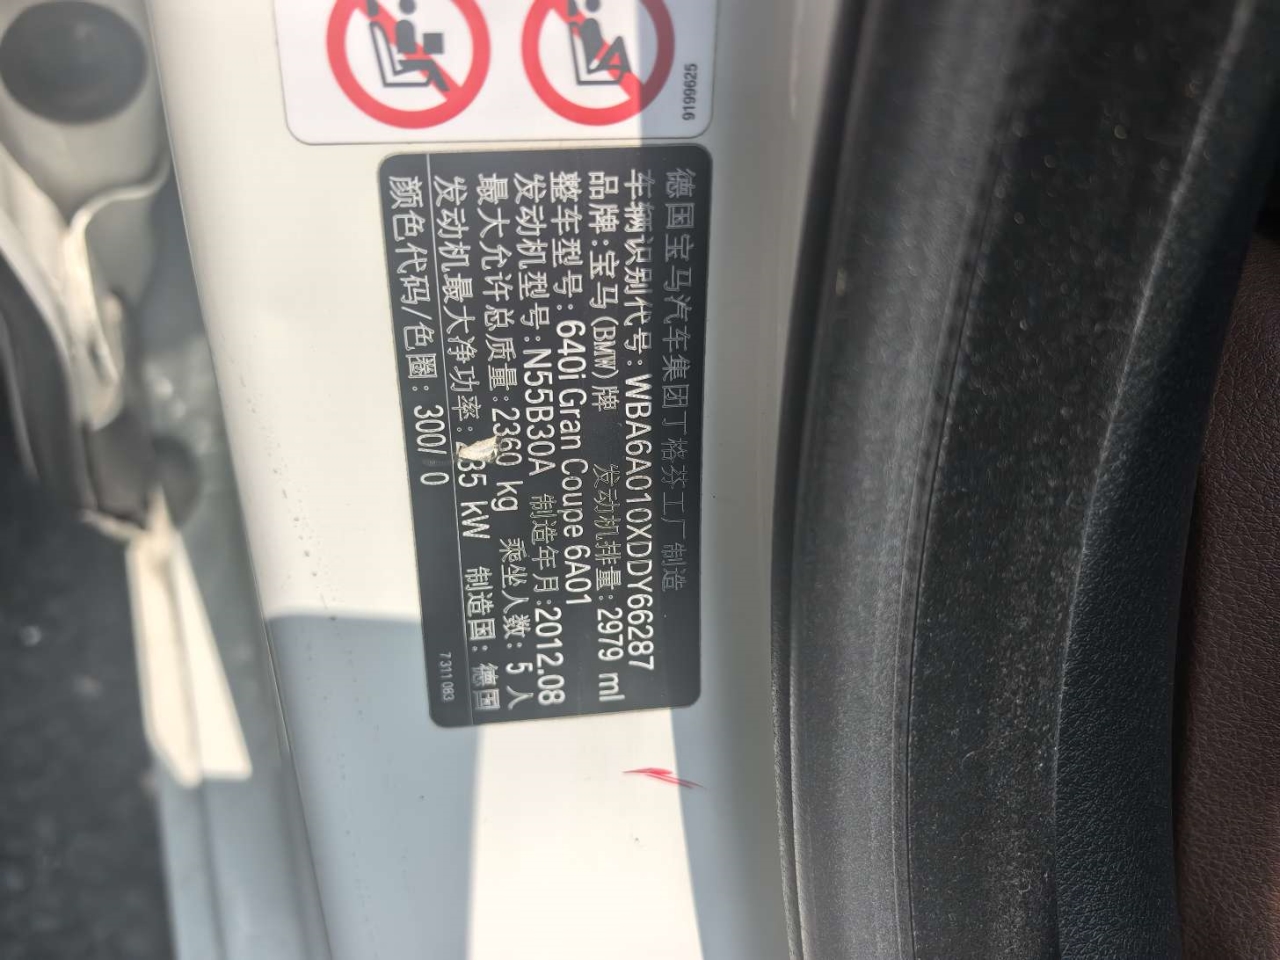 9199625
德国宝马汽车集团丁格芬工厂制造
车辆识别代号:WBA6A010XDDY66287
品牌:宝马(BMW)牌 发动机排量:2979 ml
整车型号:640i Gran Coupe 6A01
发动机型号:N55B30A 制造年月:2012.08
最大允许总质量:2360 kg 乘坐人数:5人
发动机最大净功率: 35 kW 制造国:德国
颜色代码/色圈:300/ 0
7 311 083